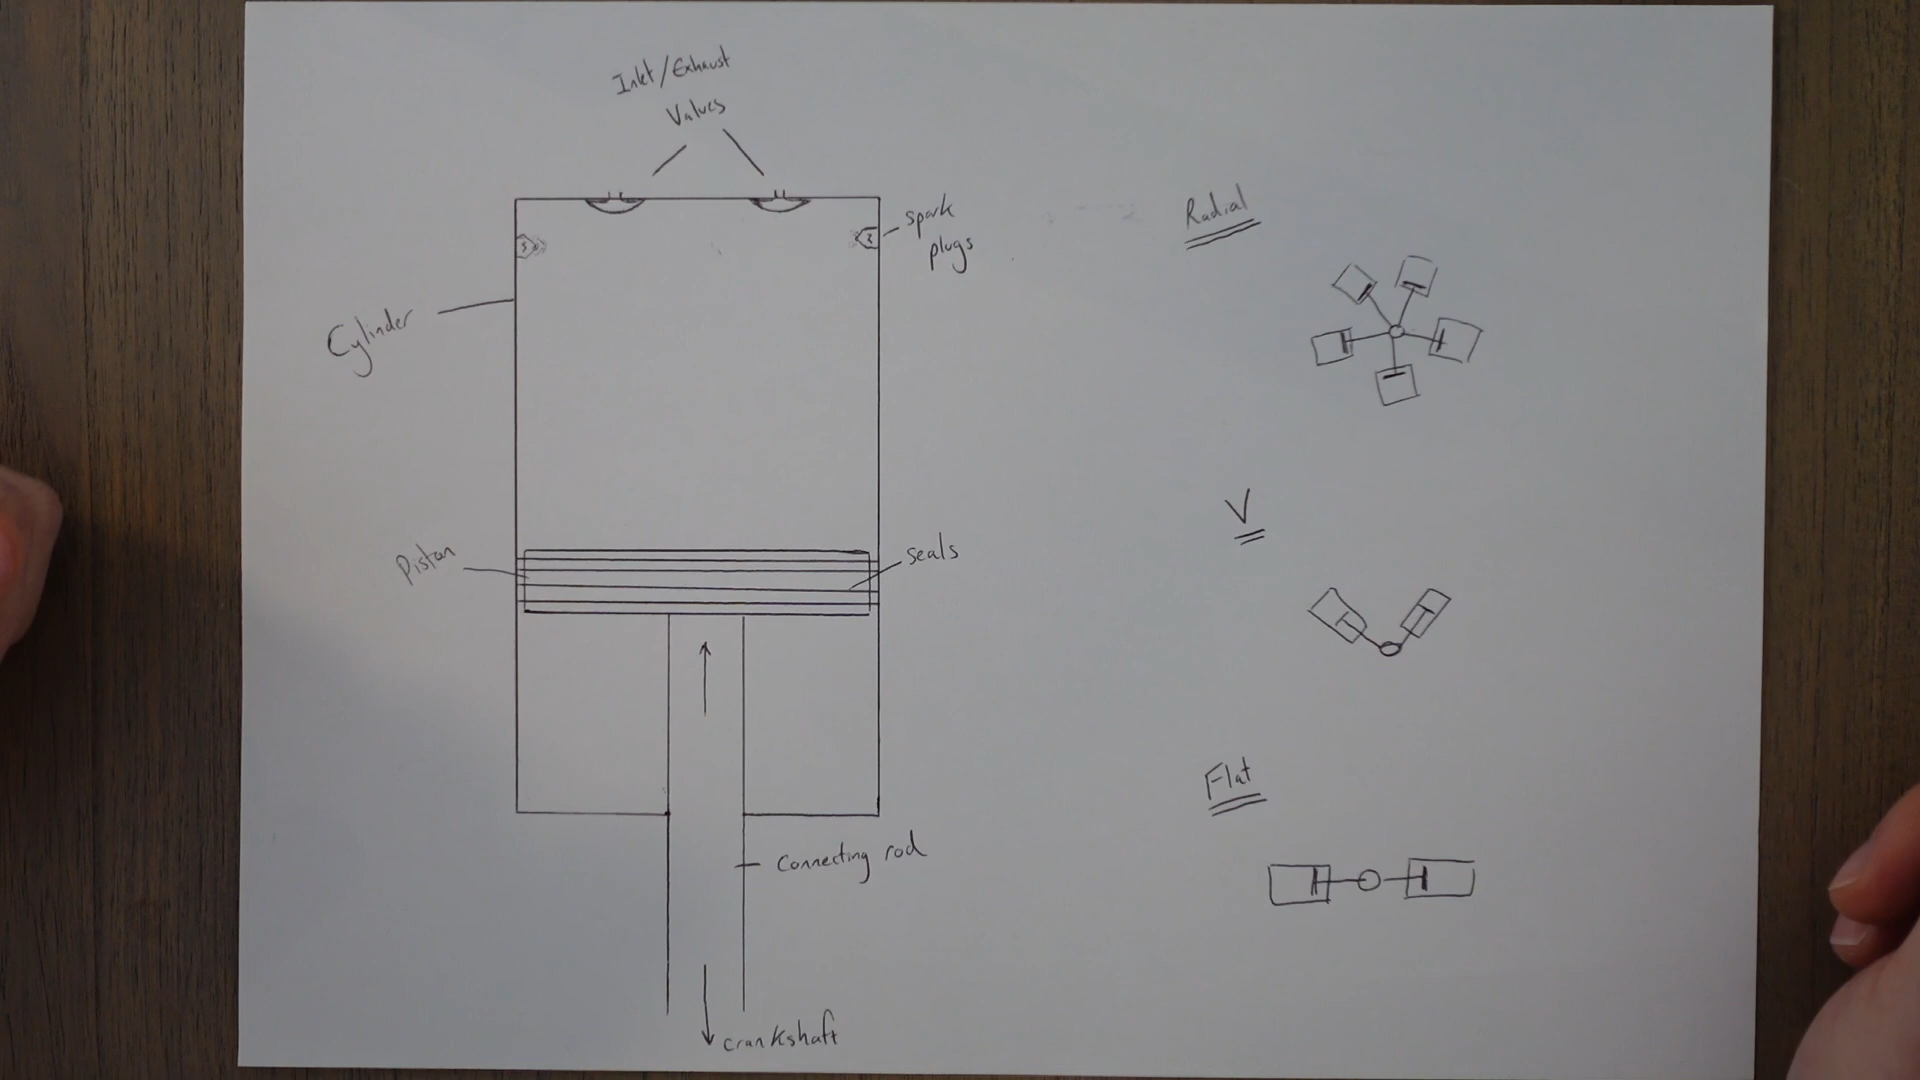 Inlet/Exhaust
Valves
spark
plugs
Cylinder
Piston
seals
Connecting rod
crankshaft
Radial
V
Flat